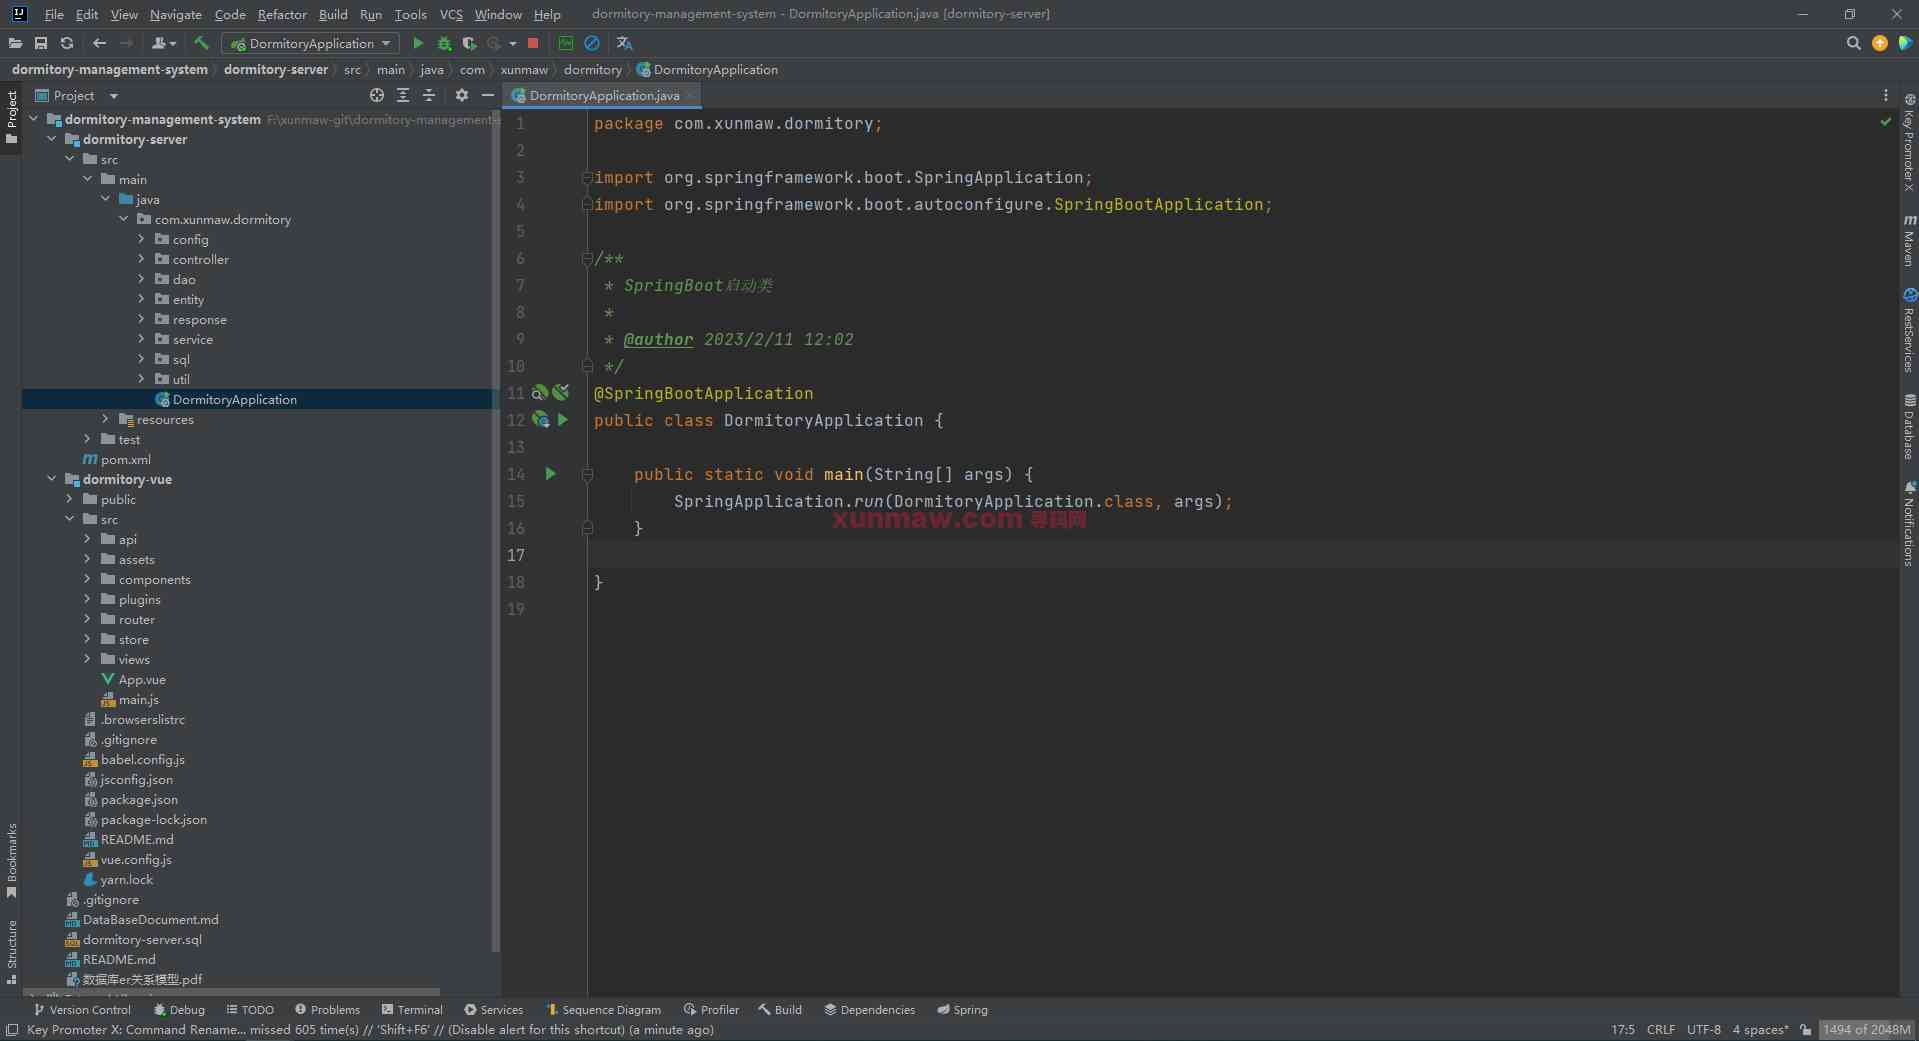 File Edit View Navigate Code Refactor Build Run Tools VCS Window Help dormitory-management-system - DormitoryApplication.java [dormitory-server]
DormitoryApplication
dormitory-management-system dormitory-server src main java com xunmaw dormitory DormitoryApplication
Project
DormitoryApplication.java
Project
dormitory-management-system F:\xunmaw-git\dormitory-management-s
dormitory-server
src
main
java
com.xunmaw.dormitory
config
controller
dao
entity
response
service
sql
util
DormitoryApplication
resources
test
pom.xml
dormitory-vue
public
src
api
assets
components
plugins
router
store
views
App.vue
main.js
.browserslistrc
.gitignore
babel.config.js
jsconfig.json
package.json
package-lock.json
README.md
vue.config.js
yarn.lock
.gitignore
DataBaseDocument.md
dormitory-server.sql
README.md
数据库er关系模型.pdf
Bookmarks
Structure
1 package com.xunmaw.dormitory;
2
3 import org.springframework.boot.SpringApplication;
4 import org.springframework.boot.autoconfigure.SpringBootApplication;
5
6 /**
7 * SpringBoot启动类
8 *
9 * @author 2023/2/11 12:02
10 */
11 @SpringBootApplication
12 public class DormitoryApplication {
13
14 public static void main(String[] args) {
15 SpringApplication.run(DormitoryApplication.class, args);
xunmaw.com 寻码网
16 }
17
18 }
19
Key Promoter X
Maven
RestServices
Database
Notifications
Version Control Debug TODO Problems Terminal Services Sequence Diagram Profiler Build Dependencies Spring
Key Promoter X: Command Rename... missed 605 time(s) // 'Shift+F6' // (Disable alert for this shortcut) (a minute ago) 17:5 CRLF UTF-8 4 spaces* 1494 of 2048M